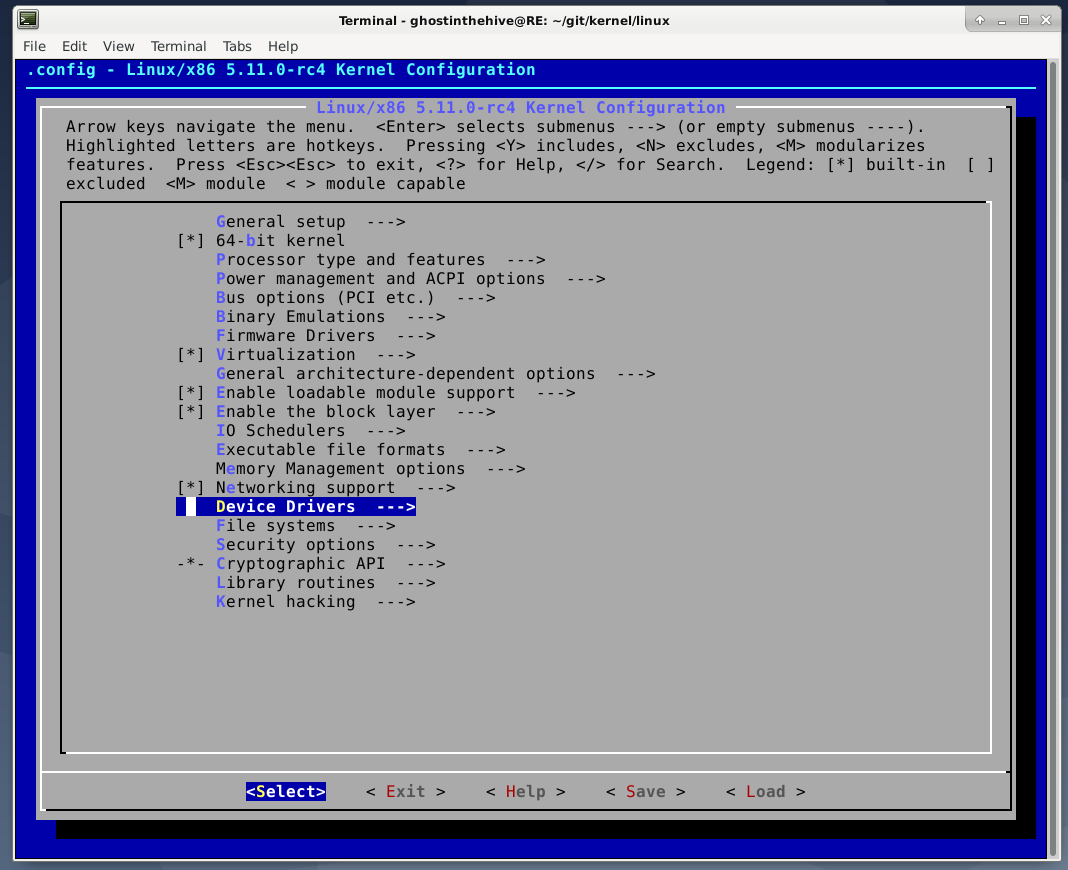 Terminal - ghostinthehive@RE: ~/git/kernel/linux
File Edit View Terminal Tabs Help
.config - Linux/x86 5.11.0-rc4 Kernel Configuration
Linux/x86 5.11.0-rc4 Kernel Configuration
Arrow keys navigate the menu.  <Enter> selects submenus ---> (or empty submenus ----).
Highlighted letters are hotkeys.  Pressing <Y> includes, <N> excludes, <M> modularizes
features.  Press <Esc><Esc> to exit, <?> for Help, </> for Search.  Legend: [*] built-in  [ ]
excluded  <M> module  < > module capable
General setup  --->
[*] 64-bit kernel
Processor type and features  --->
Power management and ACPI options  --->
Bus options (PCI etc.)  --->
Binary Emulations  --->
Firmware Drivers  --->
[*] Virtualization  --->
General architecture-dependent options  --->
[*] Enable loadable module support  --->
[*] Enable the block layer  --->
IO Schedulers  --->
Executable file formats  --->
Memory Management options  --->
[*] Networking support  --->
Device Drivers  --->
File systems  --->
Security options  --->
-*- Cryptographic API  --->
Library routines  --->
Kernel hacking  --->
<Select>    < Exit >    < Help >    < Save >    < Load >